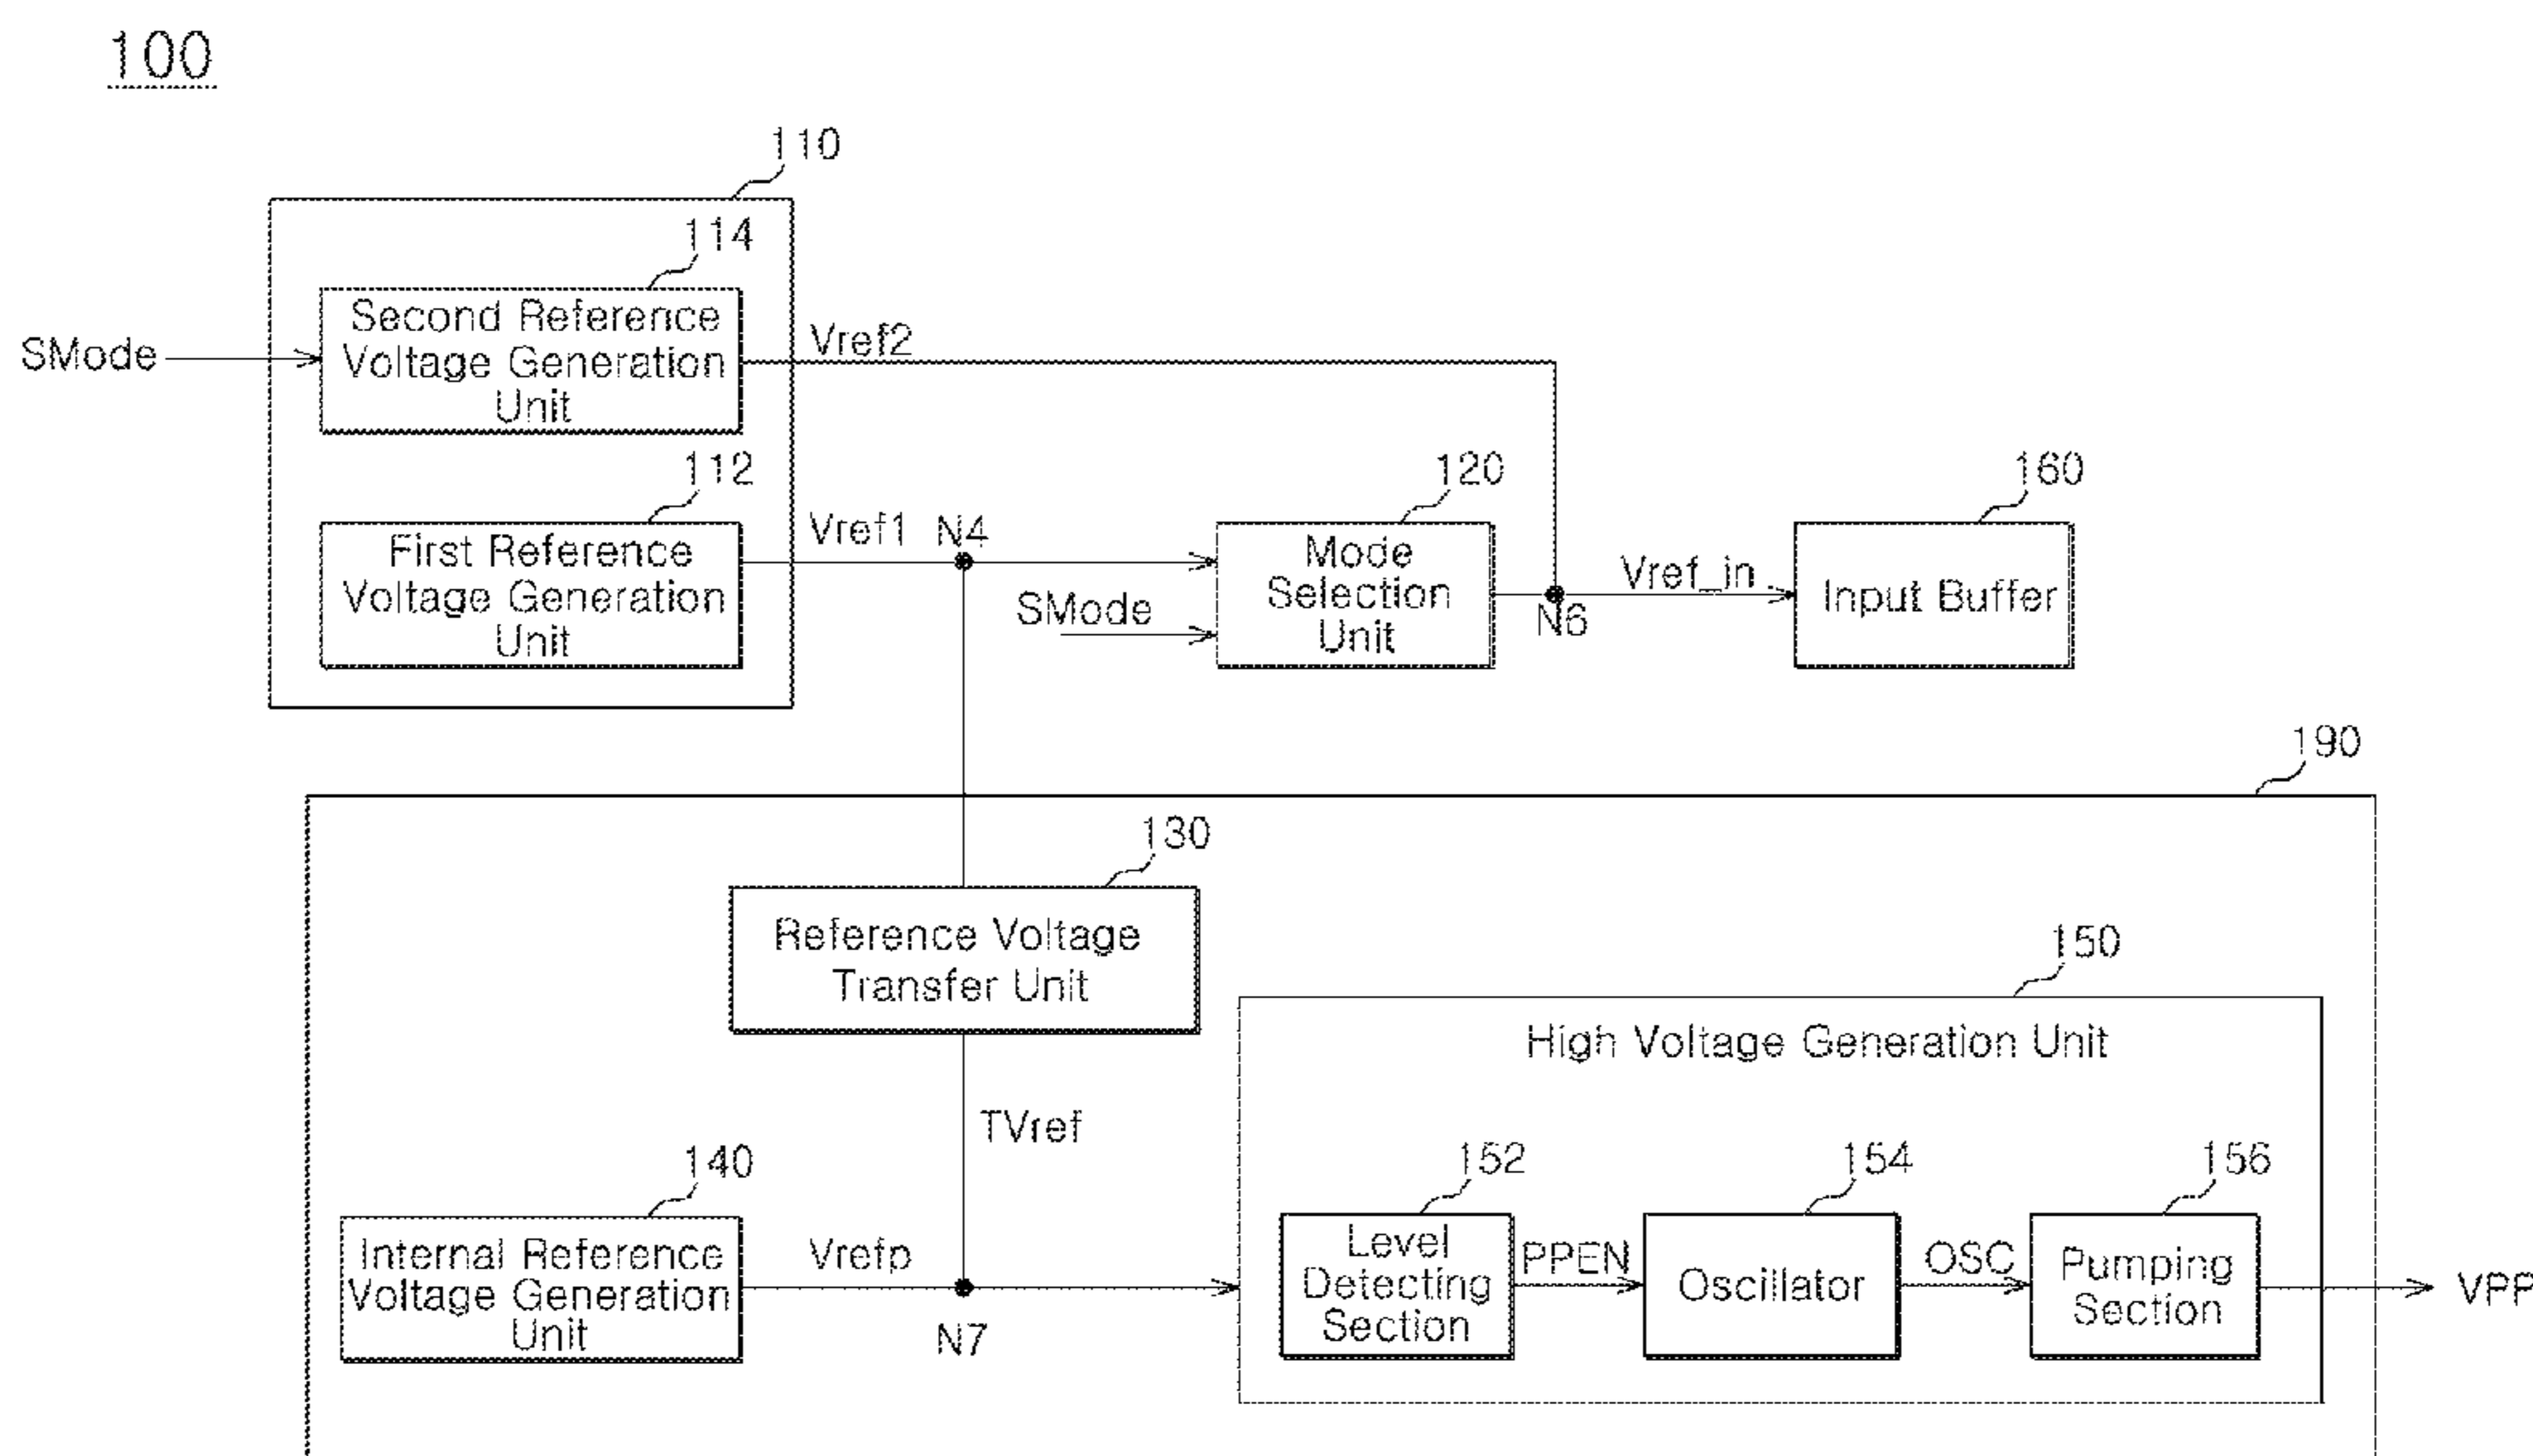 100
110
114
Second Reference
Voltage Generation
Unit
SMode
Vref2
112
First Reference
Voltage Generation
Unit
Vref1
N4
SMode
120
Mode
Selection
Unit
N6
Vref_in
160
Input Buffer
190
130
Reference Voltage
Transfer Unit
TVref
150
High Voltage Generation Unit
140
Internal Reference
Voltage Generation
Unit
Vrefp
N7
152
Level
Detecting
Section
PPEN
154
Oscillator
OSC
156
Pumping
Section
VPP